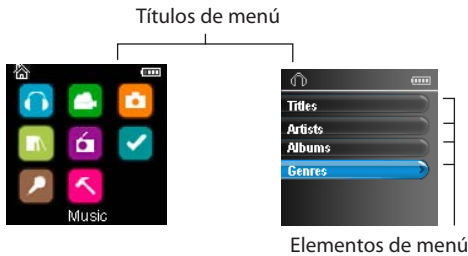 Títulos de menú
Music
Titles
Artists
Albums
Genres
Elementos de menú